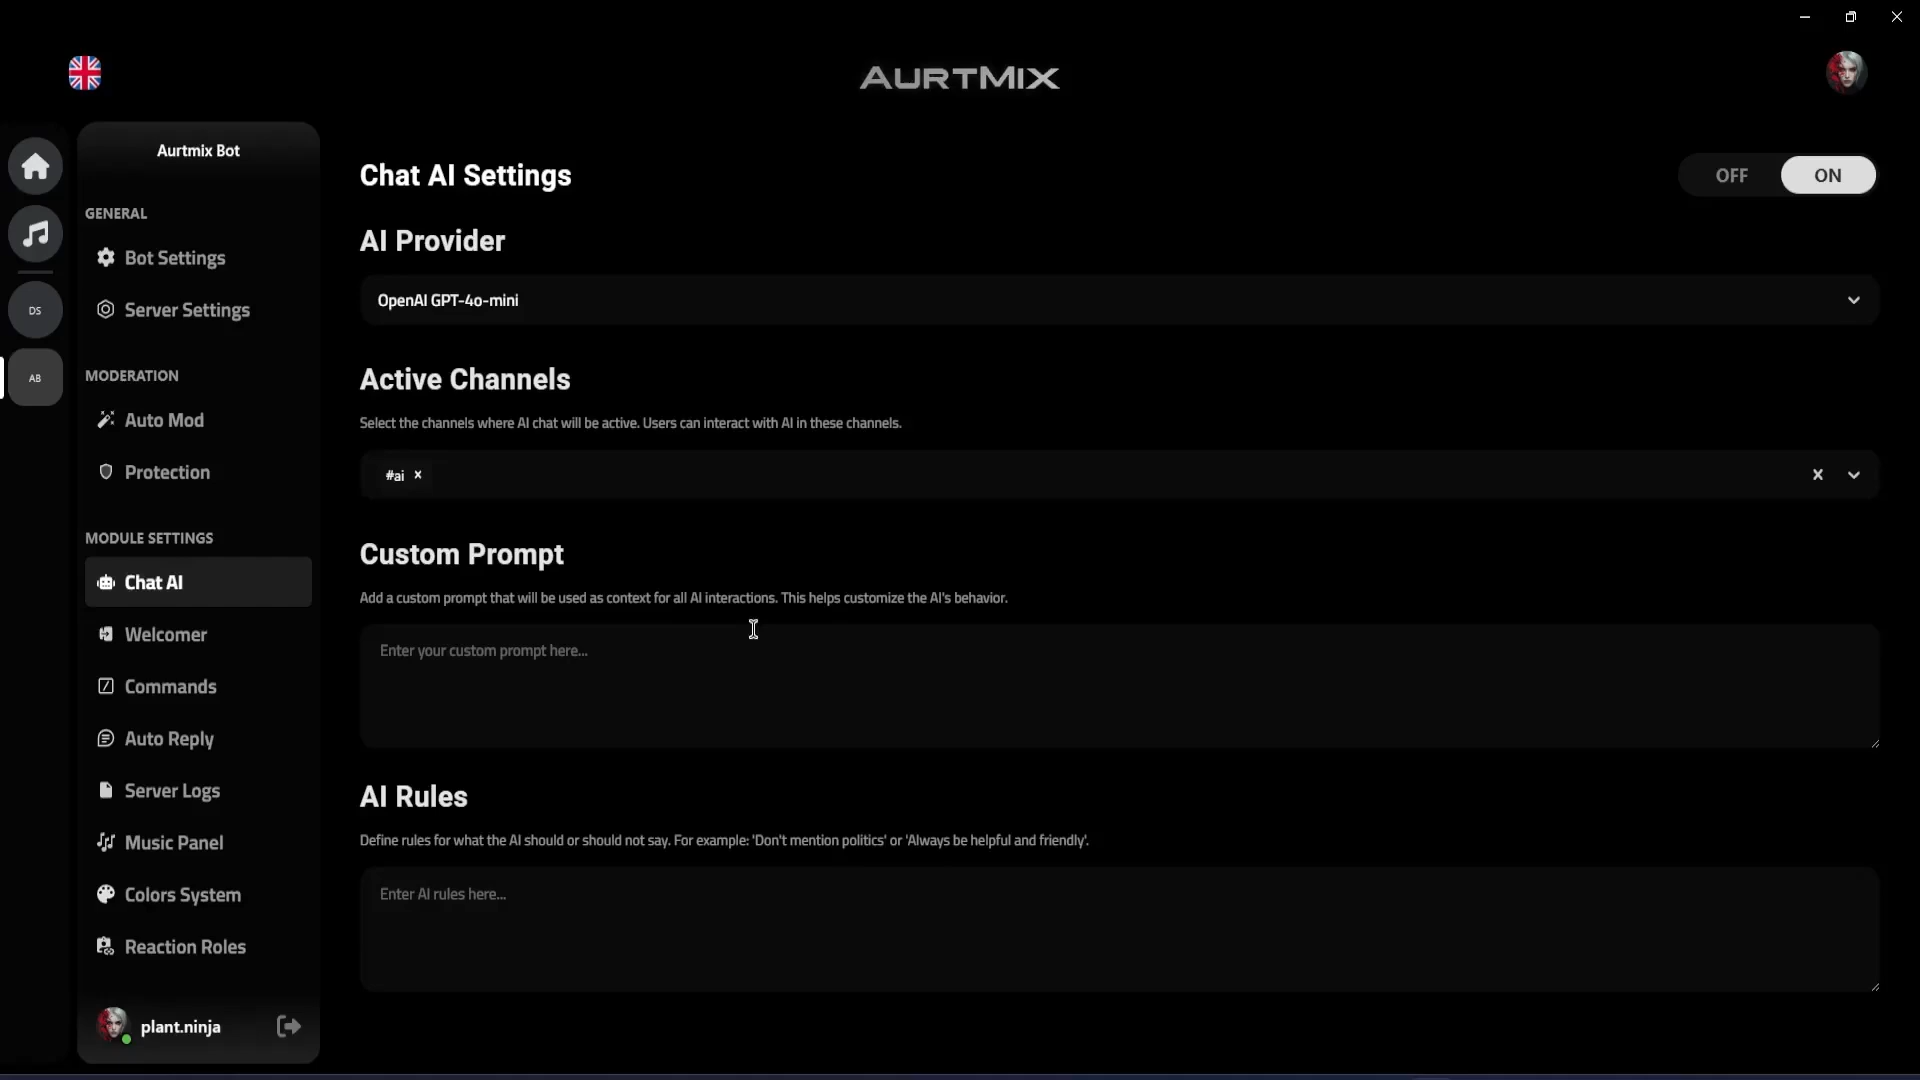 AURTMIX
Aurtmix Bot
GENERAL
Bot Settings
Server Settings
MODERATION
Auto Mod
Protection
MODULE SETTINGS
Chat AI
Welcomer
Commands
Auto Reply
Server Logs
Music Panel
Colors System
Reaction Roles
plant.ninja
DS
AB
Chat AI Settings
OFF ON
AI Provider
OpenAI GPT-4o-mini
Active Channels
Select the channels where AI chat will be active. Users can interact with AI in these channels.
#ai
Custom Prompt
Add a custom prompt that will be used as context for all AI interactions. This helps customize the AI's behavior.
Enter your custom prompt here...
AI Rules
Define rules for what the AI should or should not say. For example: 'Don't mention politics' or 'Always be helpful and friendly'.
Enter AI rules here...